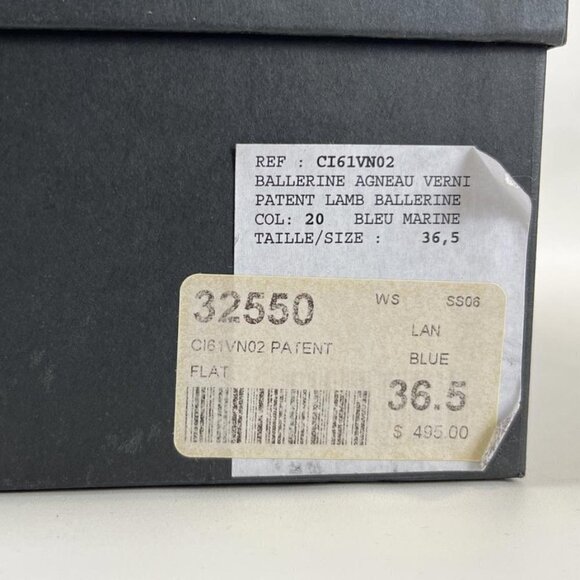 REF : CI61VN02
BALLERINE AGNEAU VERNI
PATENT LAMB BALLERINE
COL: 20 BLEU MARINE
TAILLE/SIZE : 36,5
32550 WS SS06
LAN
CI61VN02 PATENT
BLUE
FLAT
36.5
$ 495.00